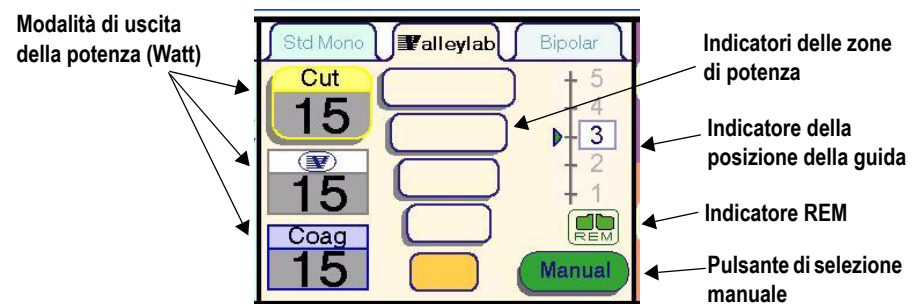 Modalità di uscita
della potenza (Watt)
Std Mono
Valleylab
Bipolar
Cut
15
15
Coag
15
5
4
3
2
1
REM
Manual
Indicatori delle zone
di potenza
Indicatore della
posizione della guida
Indicatore REM
Pulsante di selezione
manuale